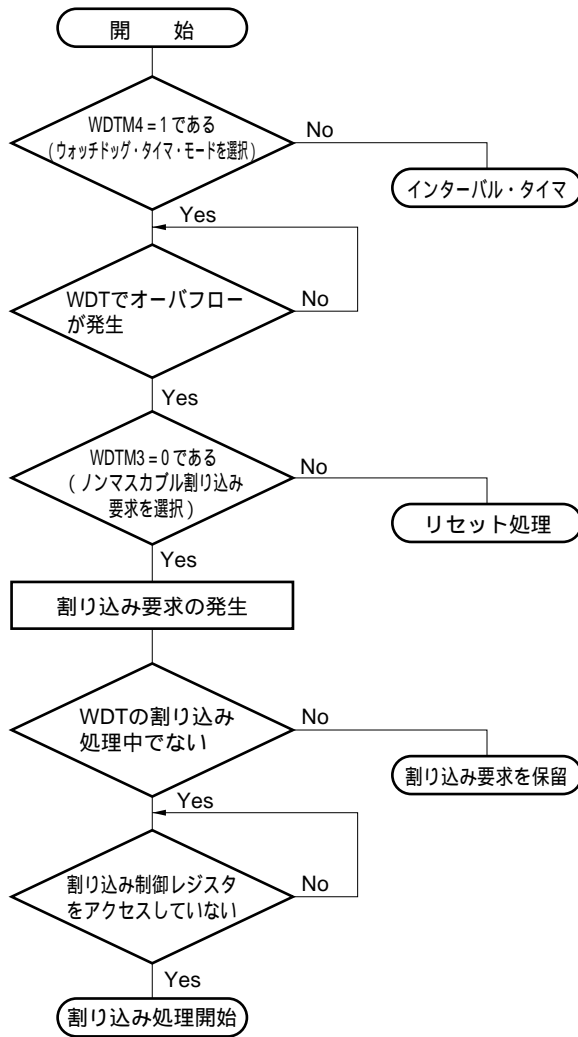 開　　始
WDTM4 = 1 である
(ウォッチドッグ・タイマ・モードを選択)
No
インターバル・タイマ
Yes
WDTでオーバフロー
が発生
No
Yes
WDTM3 = 0 である
(ノンマスカブル割り込み
要求を選択)
No
リセット処理
Yes
割り込み要求の発生
WDTの割り込み
処理中でない
No
割り込み要求を保留
Yes
割り込み制御レジスタ
をアクセスしていない
No
Yes
割り込み処理開始